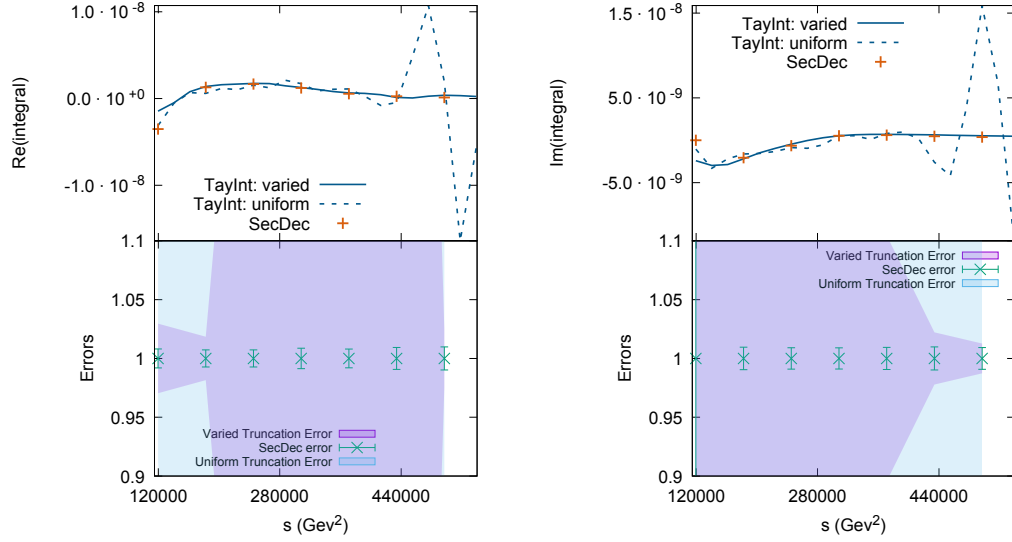 1.0 · 10⁻⁸
0.0 · 10⁺⁰
-1.0 · 10⁻⁸
Re(integral)
TayInt: varied
TayInt: uniform
SecDec
1.1
1.05
1
0.95
0.9
Errors
Varied Truncation Error
SecDec error
Uniform Truncation Error
120000
280000
440000
s (Gev²)
1.5 · 10⁻⁸
5.0 · 10⁻⁹
-5.0 · 10⁻⁹
Im(integral)
TayInt: varied
TayInt: uniform
SecDec
1.1
1.05
1
0.95
0.9
Errors
Varied Truncation Error
SecDec error
Uniform Truncation Error
120000
280000
440000
s (Gev²)